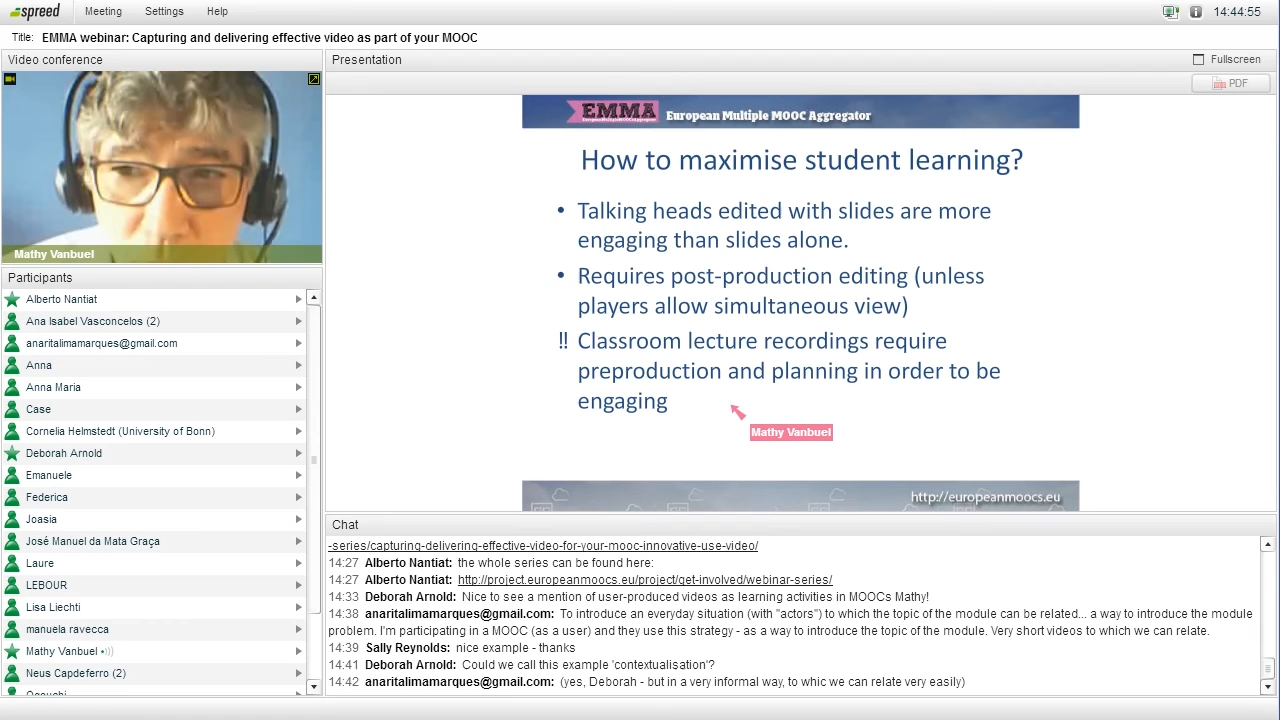 spreed Meeting Settings Help 14:44:55
Title: EMMA webinar: Capturing and delivering effective video as part of your MOOC
Video conference
Mathy Vanbuel
Participants
Alberto Nantiat
Ana Isabel Vasconcelos (2)
anaritalimamarques@gmail.com
Anna
Anna Maria
Case
Cornelia Helmstedt (University of Bonn)
Deborah Arnold
Emanuele
Federica
Joasia
José Manuel da Mata Graça
Laure
LEBOUR
Lisa Liechti
manuela ravecca
Mathy Vanbuel
Neus Capdeferro (2)
Presentation Fullscreen
PDF
EMMA European Multiple MOOC Aggregator
How to maximise student learning?
• Talking heads edited with slides are more
engaging than slides alone.
• Requires post-production editing (unless
players allow simultaneous view)
!! Classroom lecture recordings require
preproduction and planning in order to be
engaging
Mathy Vanbuel
http://europeanmoocs.eu
Chat
-series/capturing-delivering-effective-video-for-your-mooc-innovative-use-video/
14:27 Alberto Nantiat: the whole series can be found here:
14:27 Alberto Nantiat: http://project.europeanmoocs.eu/project/get-involved/webinar-series/
14:33 Deborah Arnold: Nice to see a mention of user-produced videos as learning activities in MOOCs Mathy!
14:38 anaritalimamarques@gmail.com: To introduce an everyday situation (with "actors") to which the topic of the module can be related... a way to introduce the module
problem. I'm participating in a MOOC (as a user) and they use this strategy - as a way to introduce the topic of the module. Very short videos to which we can relate.
14:39 Sally Reynolds: nice example - thanks
14:41 Deborah Arnold: Could we call this example 'contextualisation'?
14:42 anaritalimamarques@gmail.com: (yes, Deborah - but in a very informal way, to whic we can relate very easily)